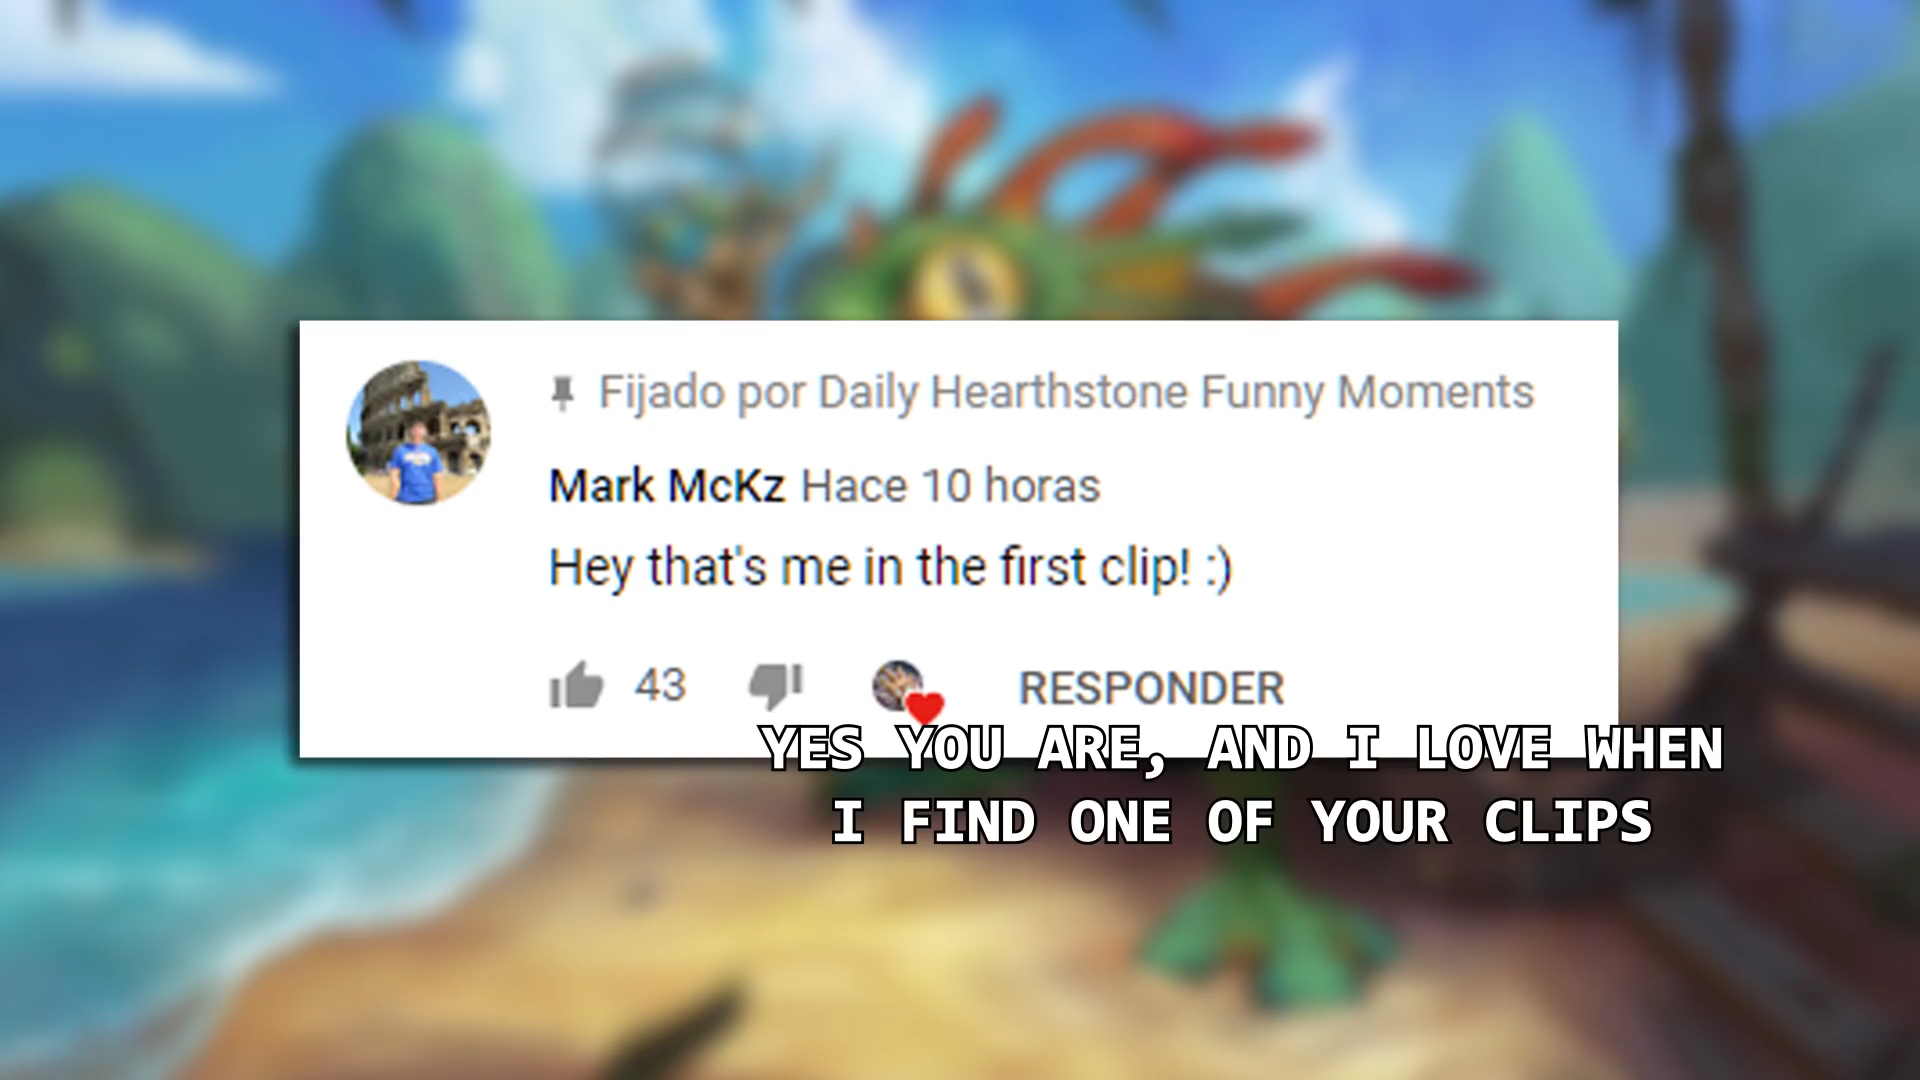 Fijado por Daily Hearthstone Funny Moments
Mark McKz Hace 10 horas
Hey that's me in the first clip! :)
43 RESPONDER
YES YOU ARE, AND I LOVE WHEN
I FIND ONE OF YOUR CLIPS